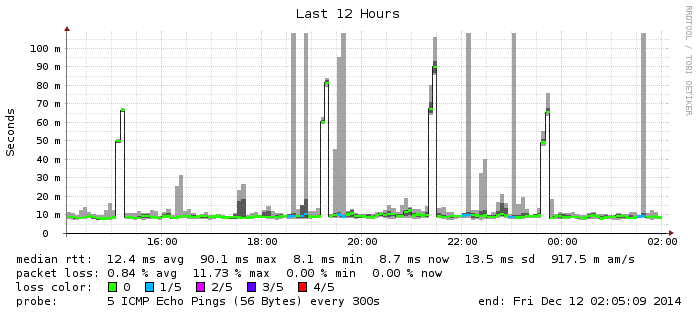 Last 12 Hours
RRDTOOL / TOBI OETIKER
Seconds
100 m
90 m
80 m
70 m
60 m
50 m
40 m
30 m
20 m
10 m
0
16:00 18:00 20:00 22:00 00:00 02:00
median rtt: 12.4 ms avg 90.1 ms max 8.1 ms min 8.7 ms now 13.5 ms sd 917.5 m am/s
packet loss: 0.84 % avg 11.73 % max 0.00 % min 0.00 % now
loss color: 0 1/5 2/5 3/5 4/5
probe: 5 ICMP Echo Pings (56 Bytes) every 300s end: Fri Dec 12 02:05:09 2014